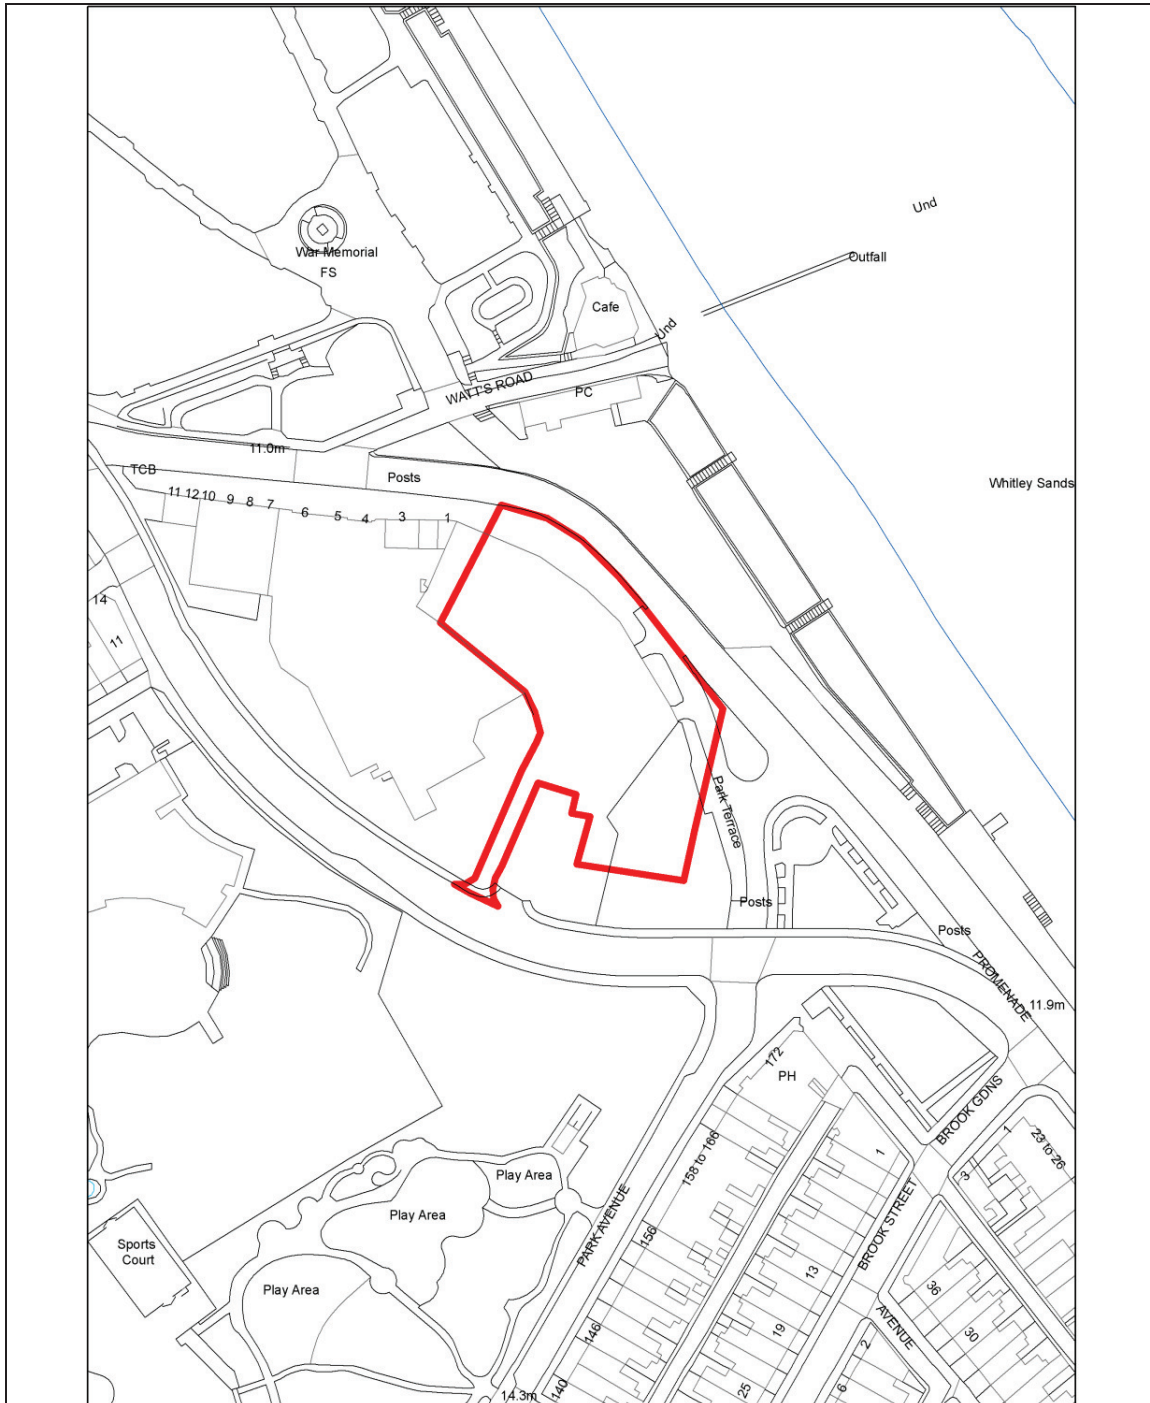 Und
War Memorial
FS
Outfall
Cafe
Und
WATTS ROAD
PC
11.0m
TCB
Posts
Whitley Sands
11 12 10 9 8 7
6 5 4 3 1
14
11
Park Terrace
Posts
Posts
PROMENADE
11.9m
172
PH
BROOK GDNS
1
23 to 26
1
3
158 to 166
Play Area
Play Area
BROOK STREET
PARK AVENUE
156
Sports
Court
Play Area
13
36
AVENUE
30
146
19
2
140
25
6
14.3m